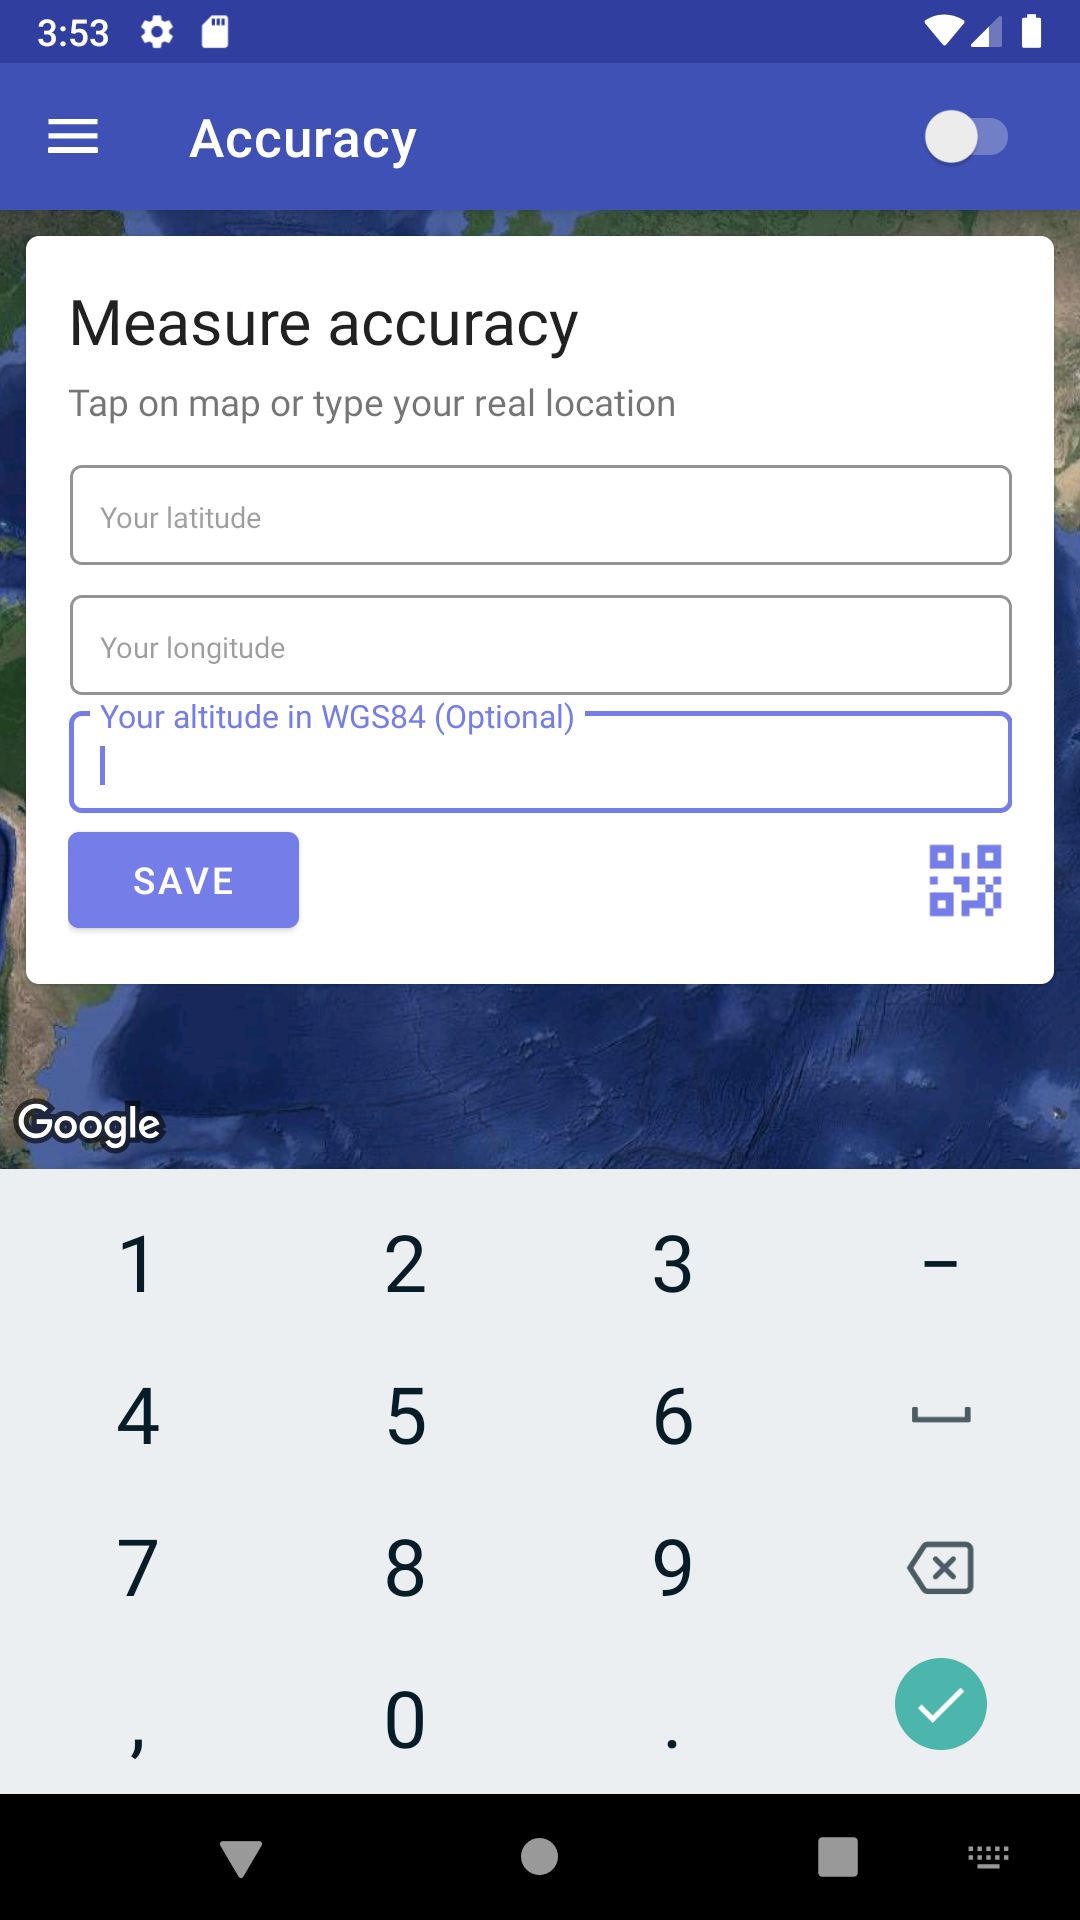 3:53
Accuracy
Measure accuracy
Tap on map or type your real location
Your latitude
Your longitude
Your altitude in WGS84 (Optional)
SAVE
Google
1 2 3 –
4 5 6
7 8 9
, 0 .